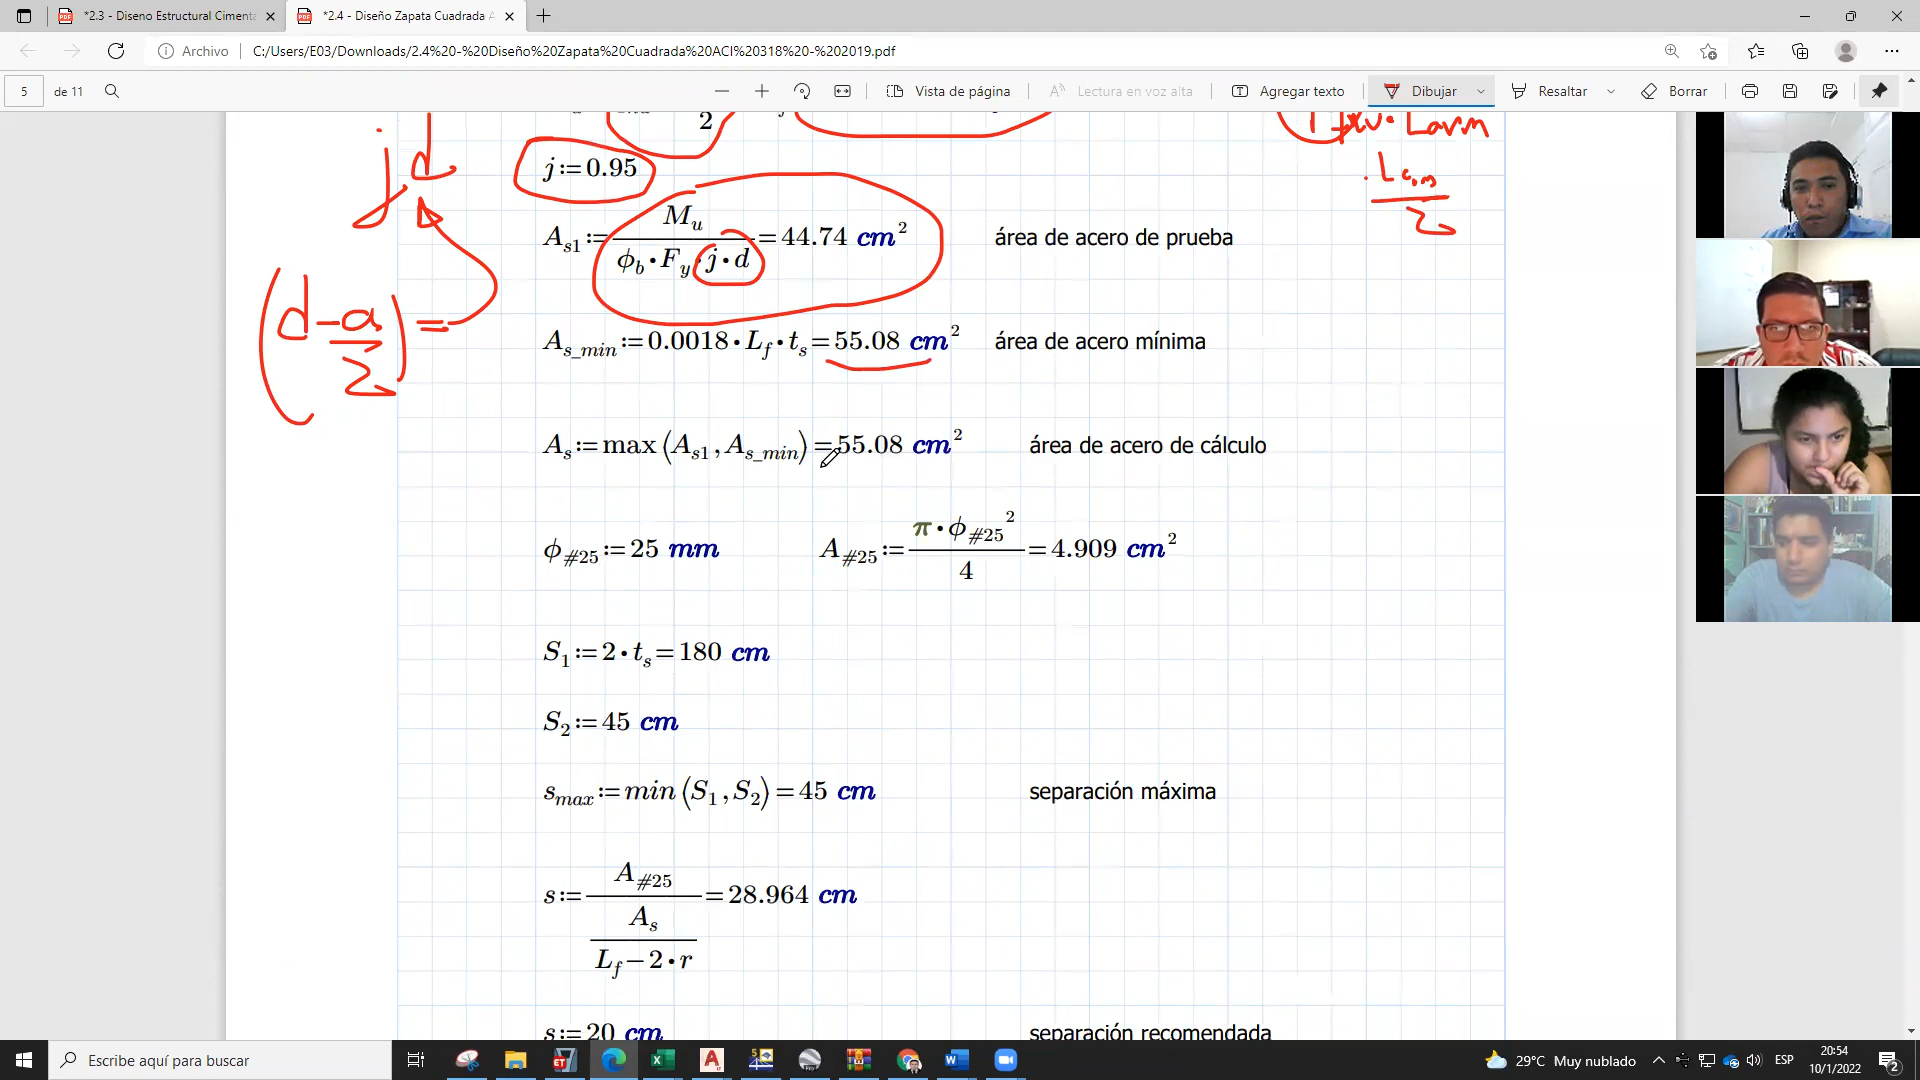 *2.3 - Diseno Estructural Ciment
*2.4 - Diseño Zapata Cuadrada A
Archivo
C:/Users/E03/Downloads/2.4%20-%20Diseño%20Zapata%20Cuadrada%20ACI%20318%20-%202019.pdf
5 de 11
Vista de página
Lectura en voz alta
Agregar texto
Dibujar
Resaltar
Borrar
2
j d
j:=0.95
L
2
A_s1:= M_u / (ϕ_b•F_y•j•d) =44.74 cm²
área de acero de prueba
(d-a/2)=
A_s_min:=0.0018•L_f•t_s=55.08 cm²
área de acero mínima
A_s:=max(A_s1,A_s_min)=55.08 cm²
área de acero de cálculo
ϕ_#25:=25 mm
A_#25:= π•ϕ_#25² / 4 =4.909 cm²
S_1:=2•t_s=180 cm
S_2:=45 cm
s_max:=min(S_1,S_2)=45 cm
separación máxima
s:= A_#25 / (A_s / (L_f-2•r)) =28.964 cm
s:=20 cm
separación recomendada
Escribe aquí para buscar
29°C Muy nublado
ESP
20:54
10/1/2022
2